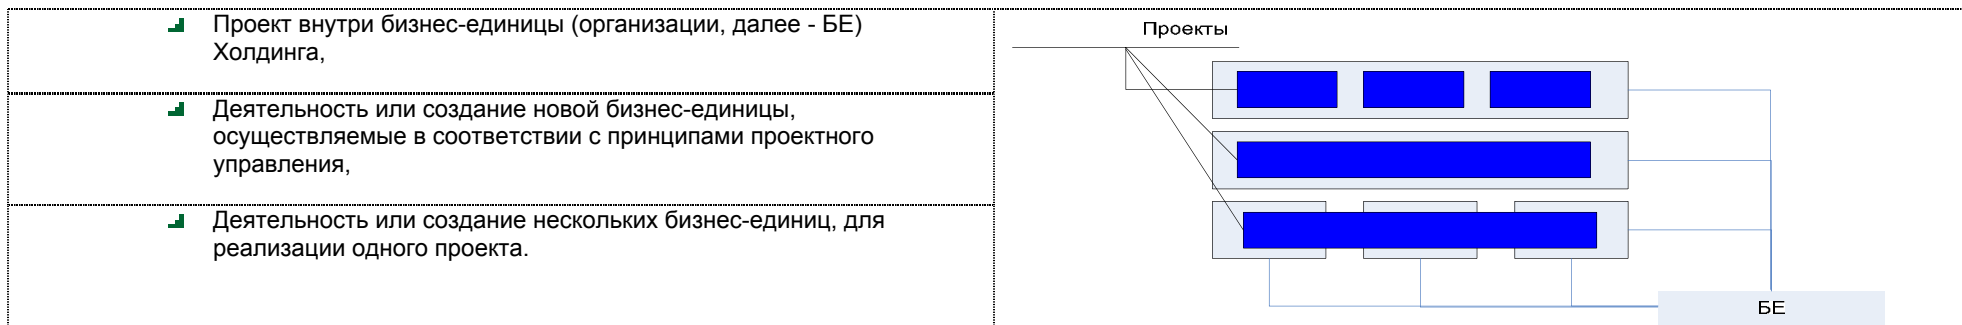 Проект внутри бизнес-единицы (организации, далее - БЕ)
Холдинга,
Деятельность или создание новой бизнес-единицы,
осуществляемые в соответствии с принципами проектного
управления,
Деятельность или создание нескольких бизнес-единиц, для
реализации одного проекта.
Проекты
БЕ